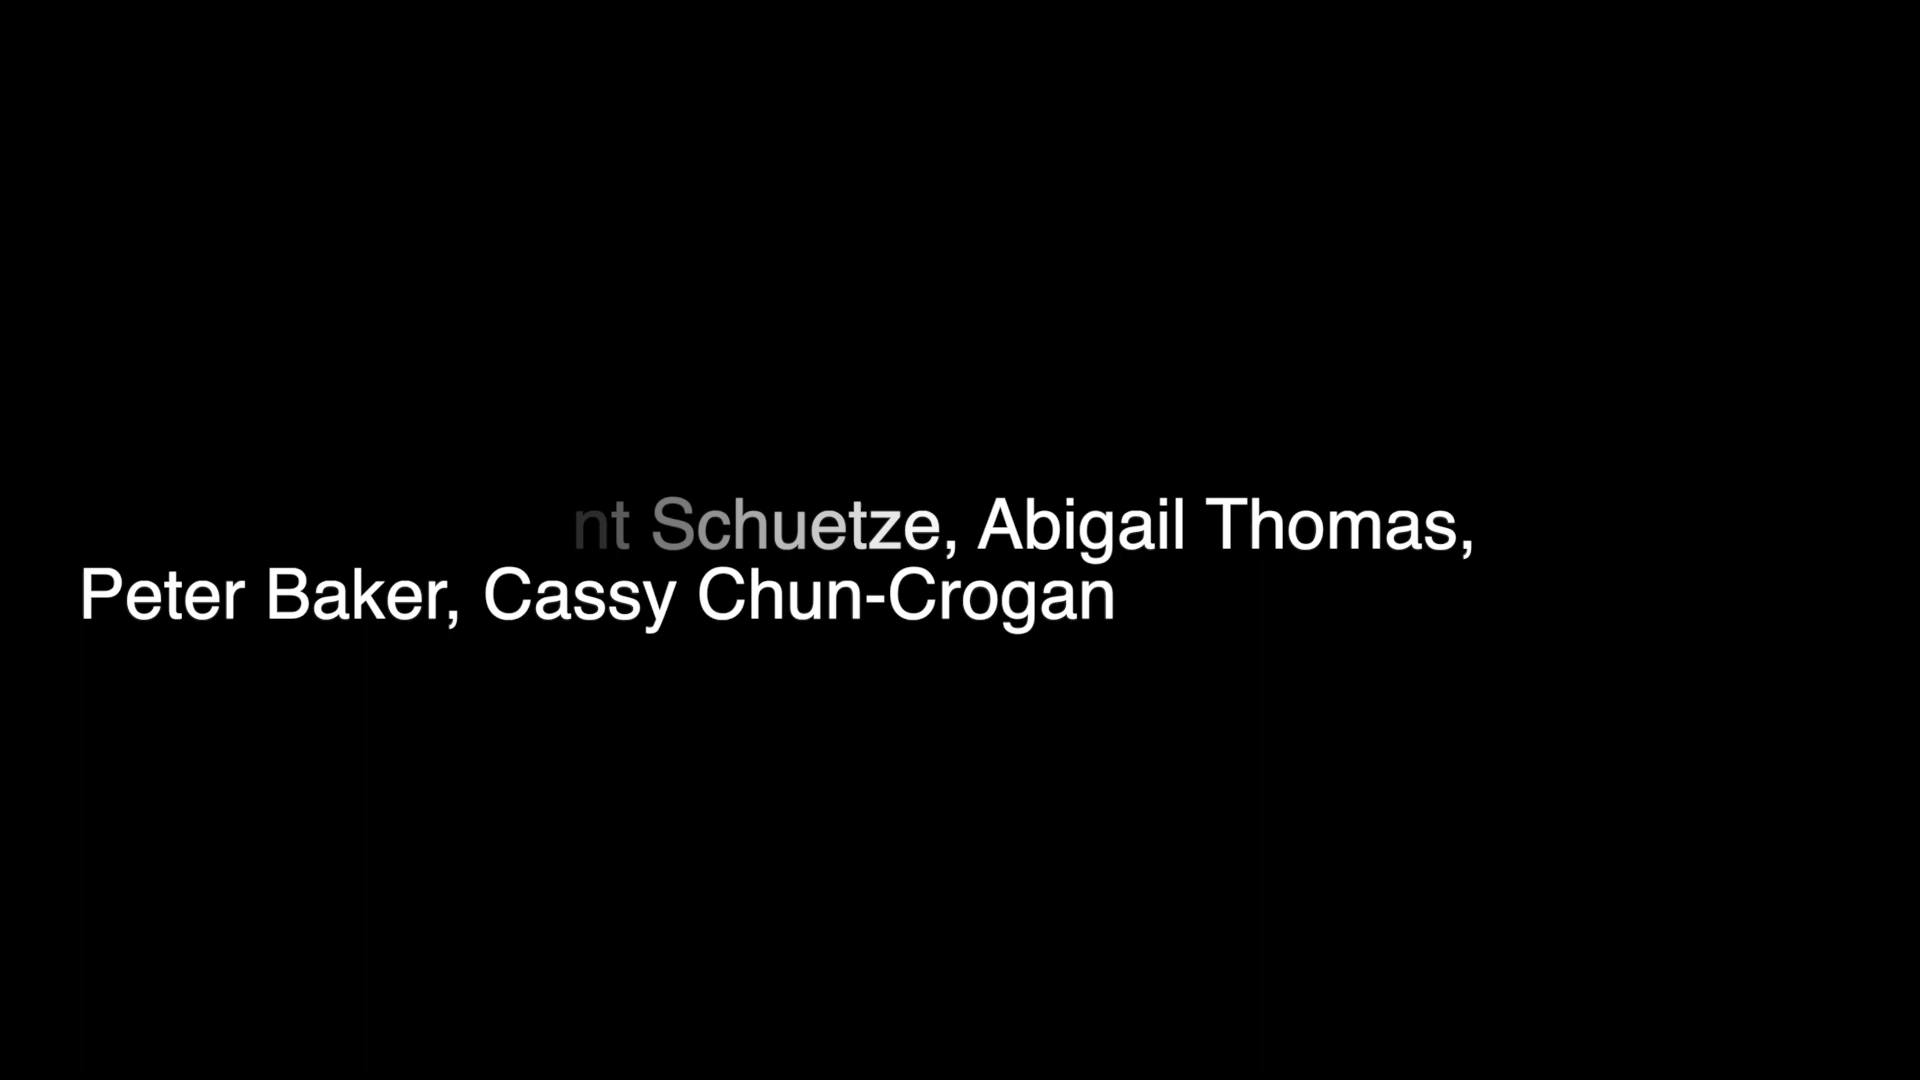 nt Schuetze, Abigail Thomas,
Peter Baker, Cassy Chun-Crogan